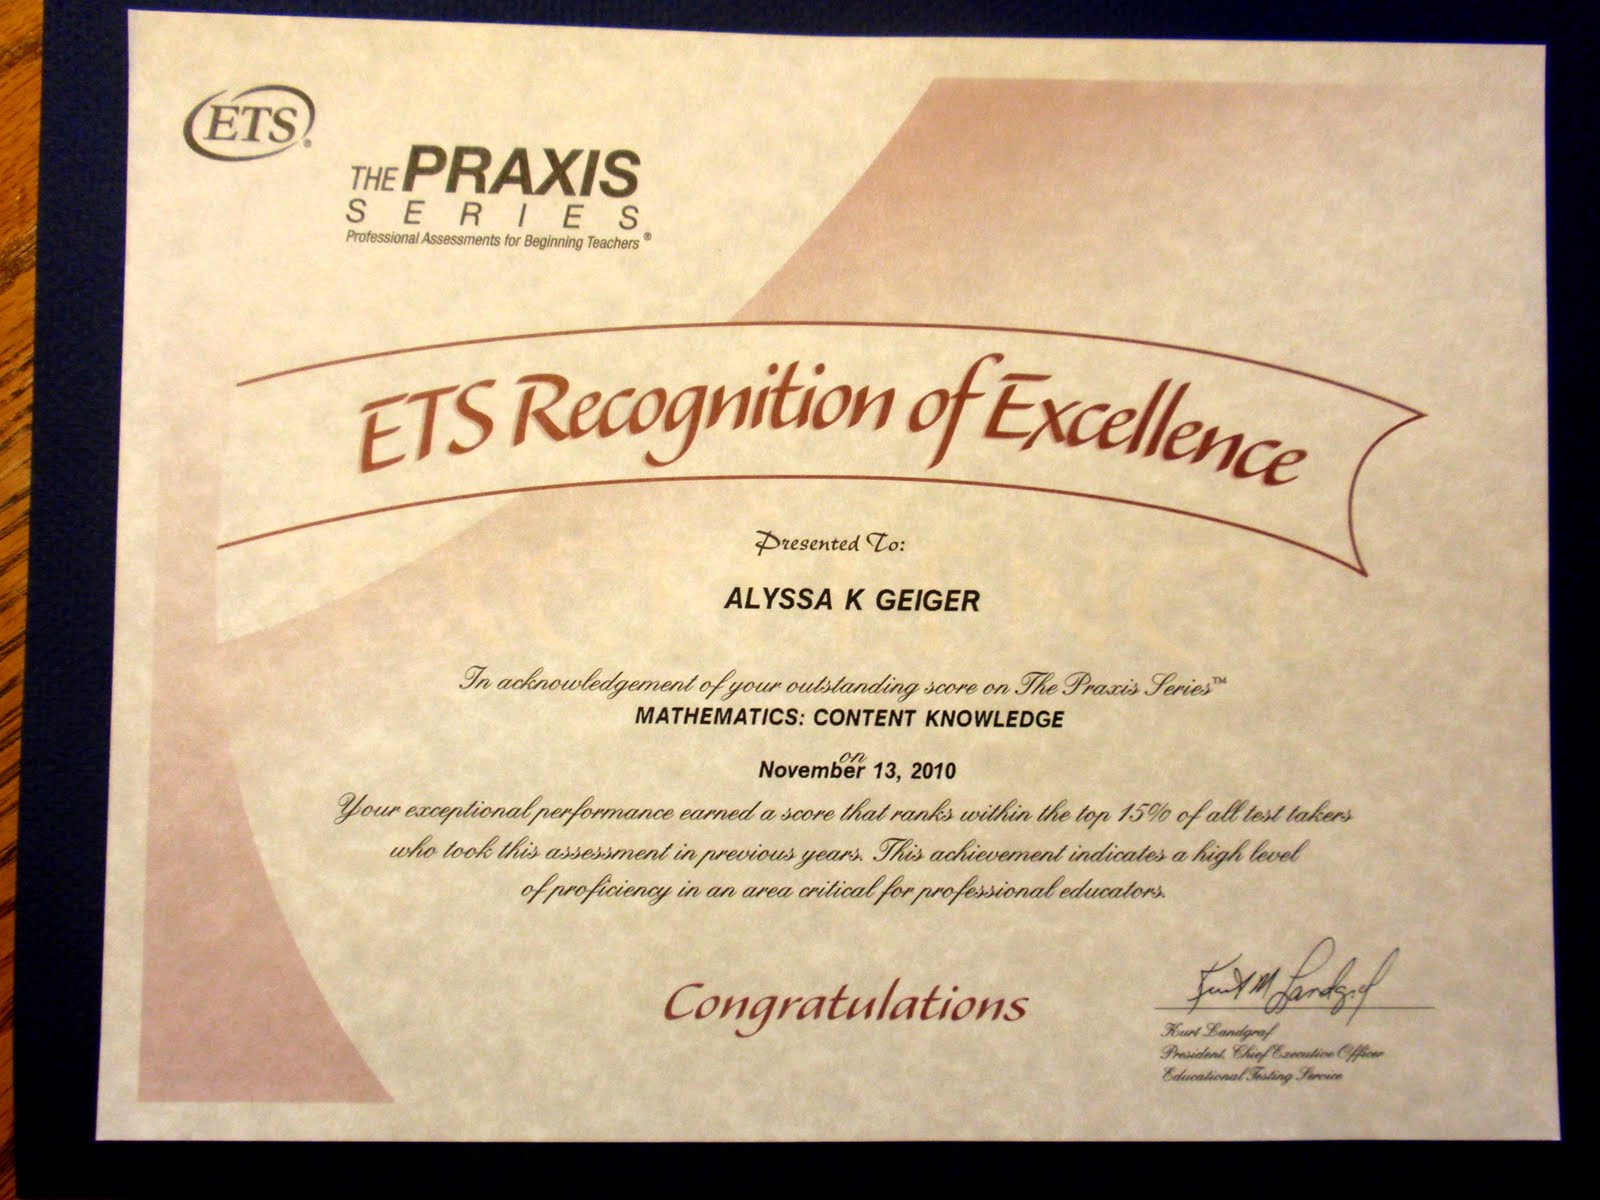 ETS®
THE PRAXIS
SERIES
Professional Assessments for Beginning Teachers®
ETS Recognition of Excellence
Presented To:
ALYSSA K GEIGER
In acknowledgement of your outstanding score on The Praxis Series™
MATHEMATICS: CONTENT KNOWLEDGE
on
November 13, 2010
Your exceptional performance earned a score that ranks within the top 15% of all test takers
who took this assessment in previous years. This achievement indicates a high level
of proficiency in an area critical for professional educators.
Congratulations
Kurt M Landgraf
Kurt Landgraf
President, Chief Executive Officer
Educational Testing Service